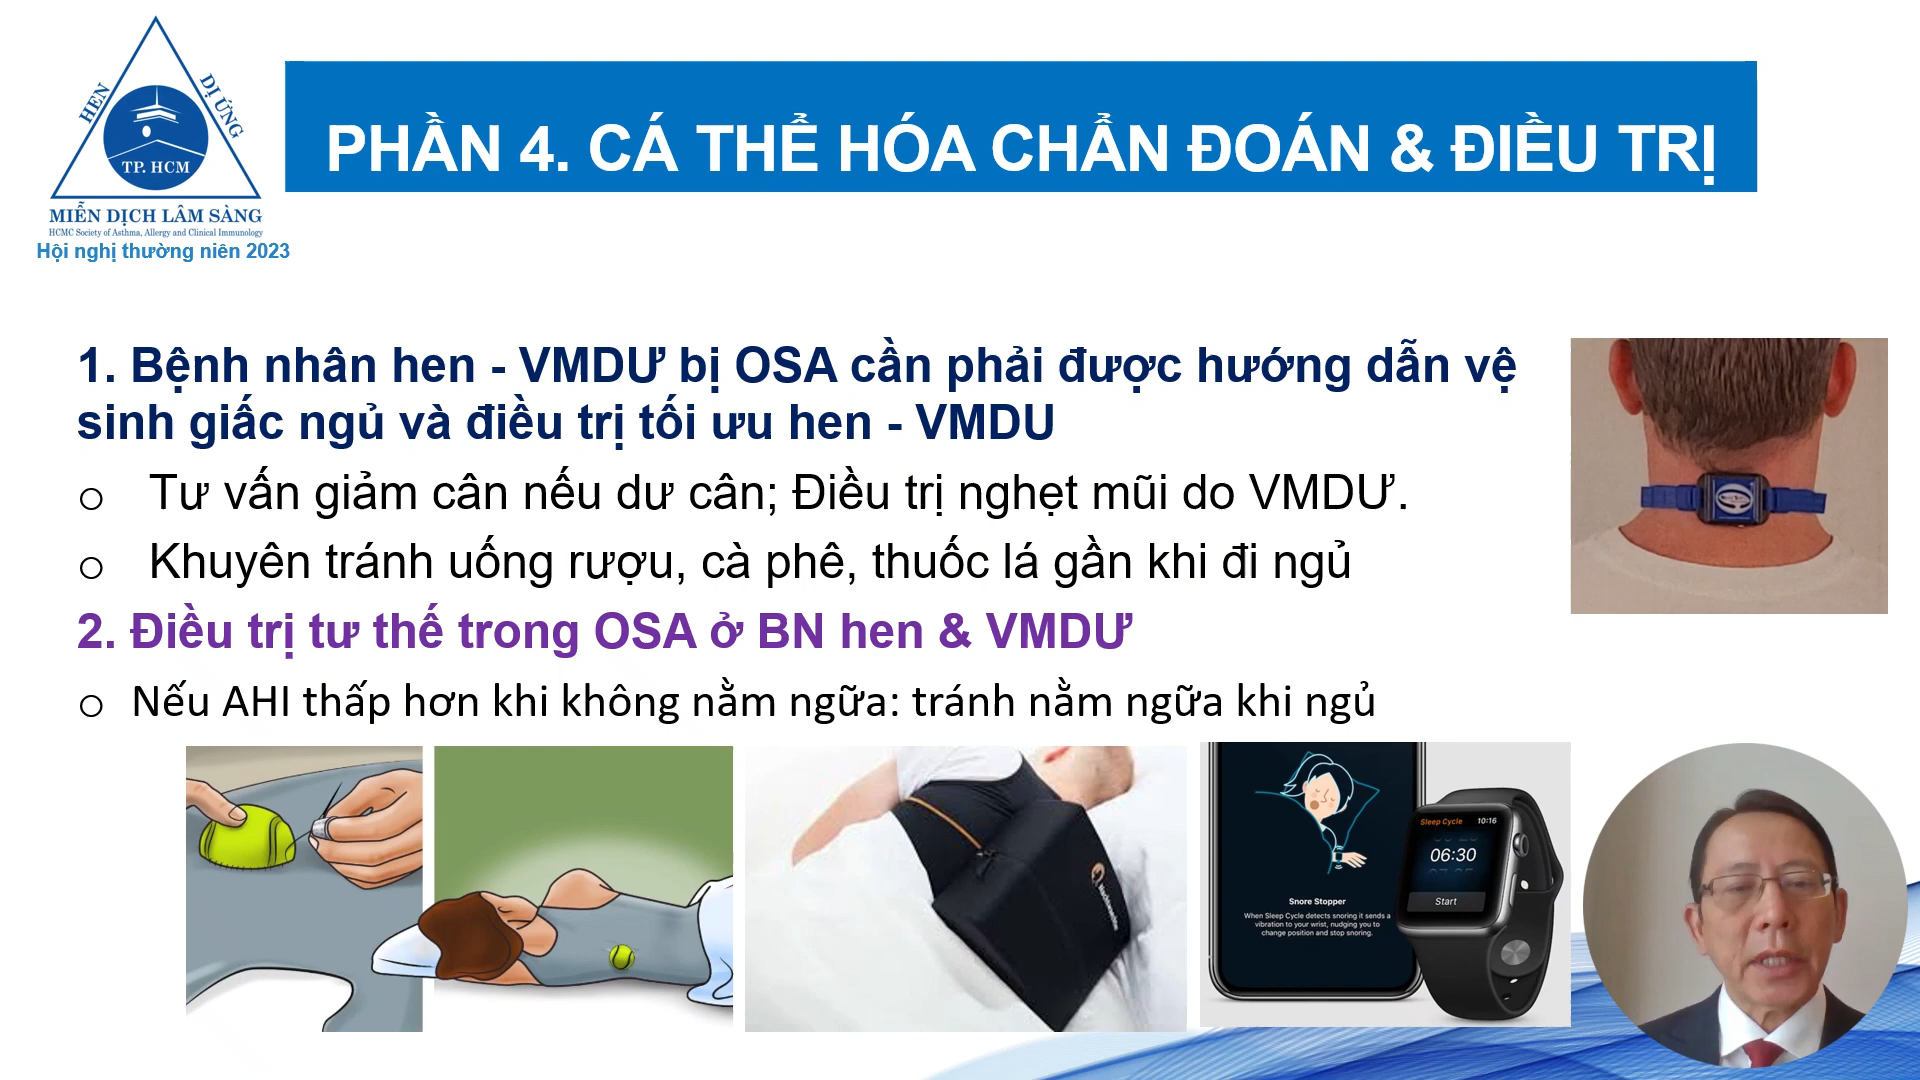 HEN
DỊ ỨNG
TP. HCM
MIỄN DỊCH LÂM SÀNG
HCMC Society of Asthma, Allergy and Clinical Immunology
Hội nghị thường niên 2023
PHẦN 4. CÁ THỂ HÓA CHẨN ĐOÁN & ĐIỀU TRỊ
1. Bệnh nhân hen - VMDƯ bị OSA cần phải được hướng dẫn vệ
sinh giấc ngủ và điều trị tối ưu hen - VMDU
o Tư vấn giảm cân nếu dư cân; Điều trị nghẹt mũi do VMDƯ.
o Khuyên tránh uống rượu, cà phê, thuốc lá gần khi đi ngủ
2. Điều trị tư thế trong OSA ở BN hen & VMDƯ
o Nếu AHI thấp hơn khi không nằm ngữa: tránh nằm ngữa khi ngủ
Snore Stopper
When Sleep Cycle detects snoring it sends a
vibration to your wrist, nudging you to
change position and stop snoring.
Sleep Cycle 10:16
06:30
Start